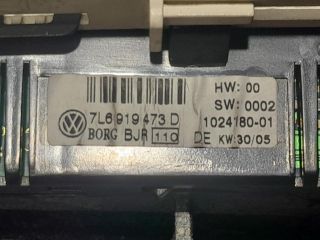 HW: 00
SW: 0002
7L6 919 473 D
1024180-01
BORG BJR 110
DE KW:30/05